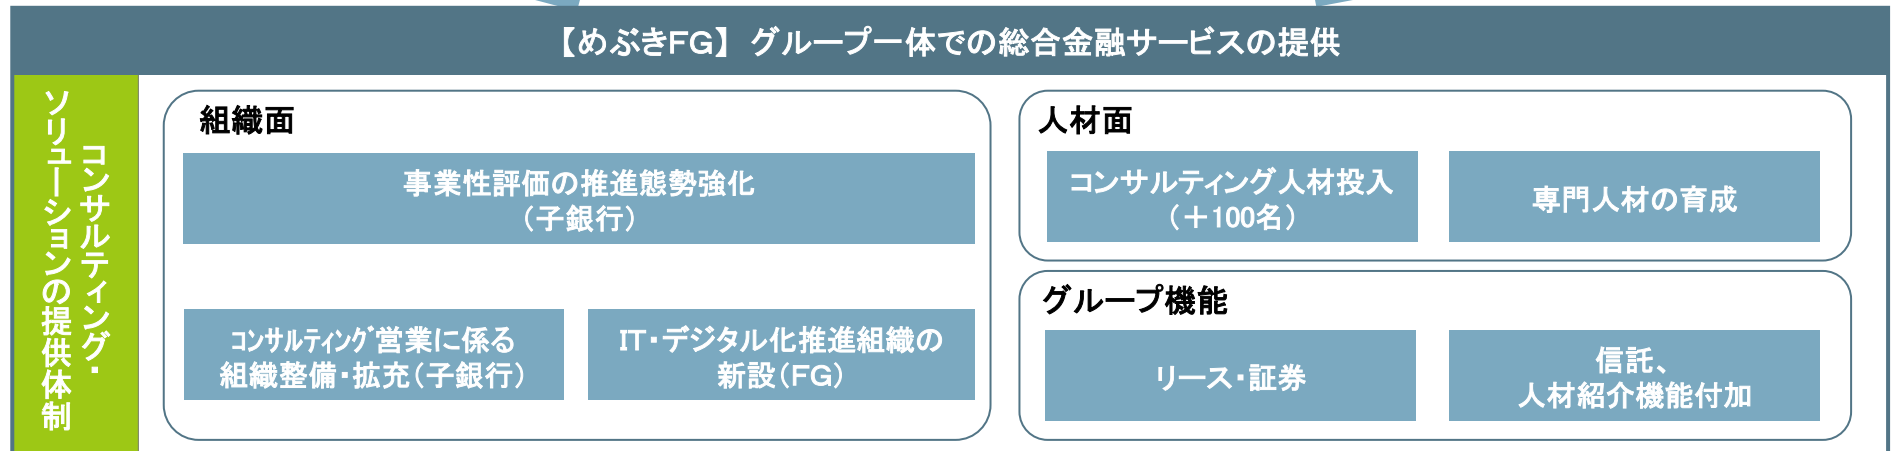 【めぶきFG】 グループ一体での総合金融サービスの提供
コンサルティング・
ソリューションの提供体制
組織面
事業性評価の推進態勢強化
（子銀行）
ｺﾝｻﾙﾃｨﾝｸﾞ営業に係る
組織整備・拡充（子銀行）
IT・デジタル化推進組織の
新設（FG）
人材面
コンサルティング人材投入
（＋100名）
専門人材の育成
グループ機能
リース・証券
信託、
人材紹介機能付加